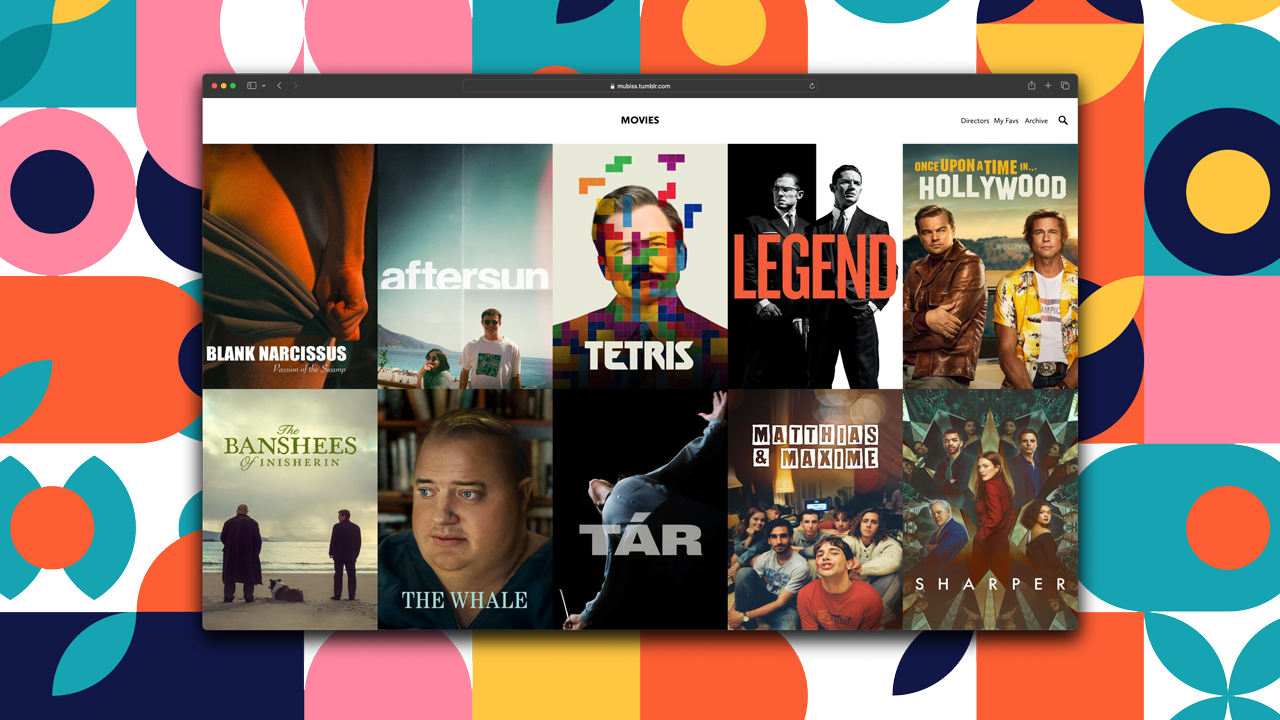 mubiss.tumblr.com
MOVIES
Directors My Favs Archive
BLANK NARCISSUS
Passion of the Swamp
aftersun
TETRIS
LEGEND
ONCE UPON A TIME IN...
HOLLYWOOD
The
BANSHEES
Of INISHERIN
THE WHALE
TÁR
MATTHIAS
& MAXIME
SHARPER